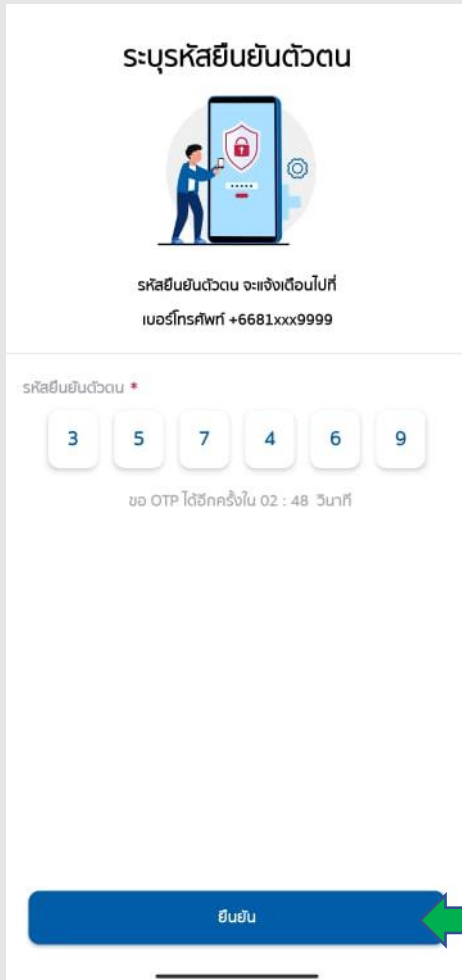 ระบุรหัสยืนยันตัวตน
รหัสยืนยันตัวตน จะแจ้งเตือนไปที่
เบอร์โทรศัพท์ +6681xxx9999
รหัสยืนยันตัวตน *
3 5 7 4 6 9
ขอ OTP ได้อีกครั้งใน 02 : 48 วินาที
ยืนยัน